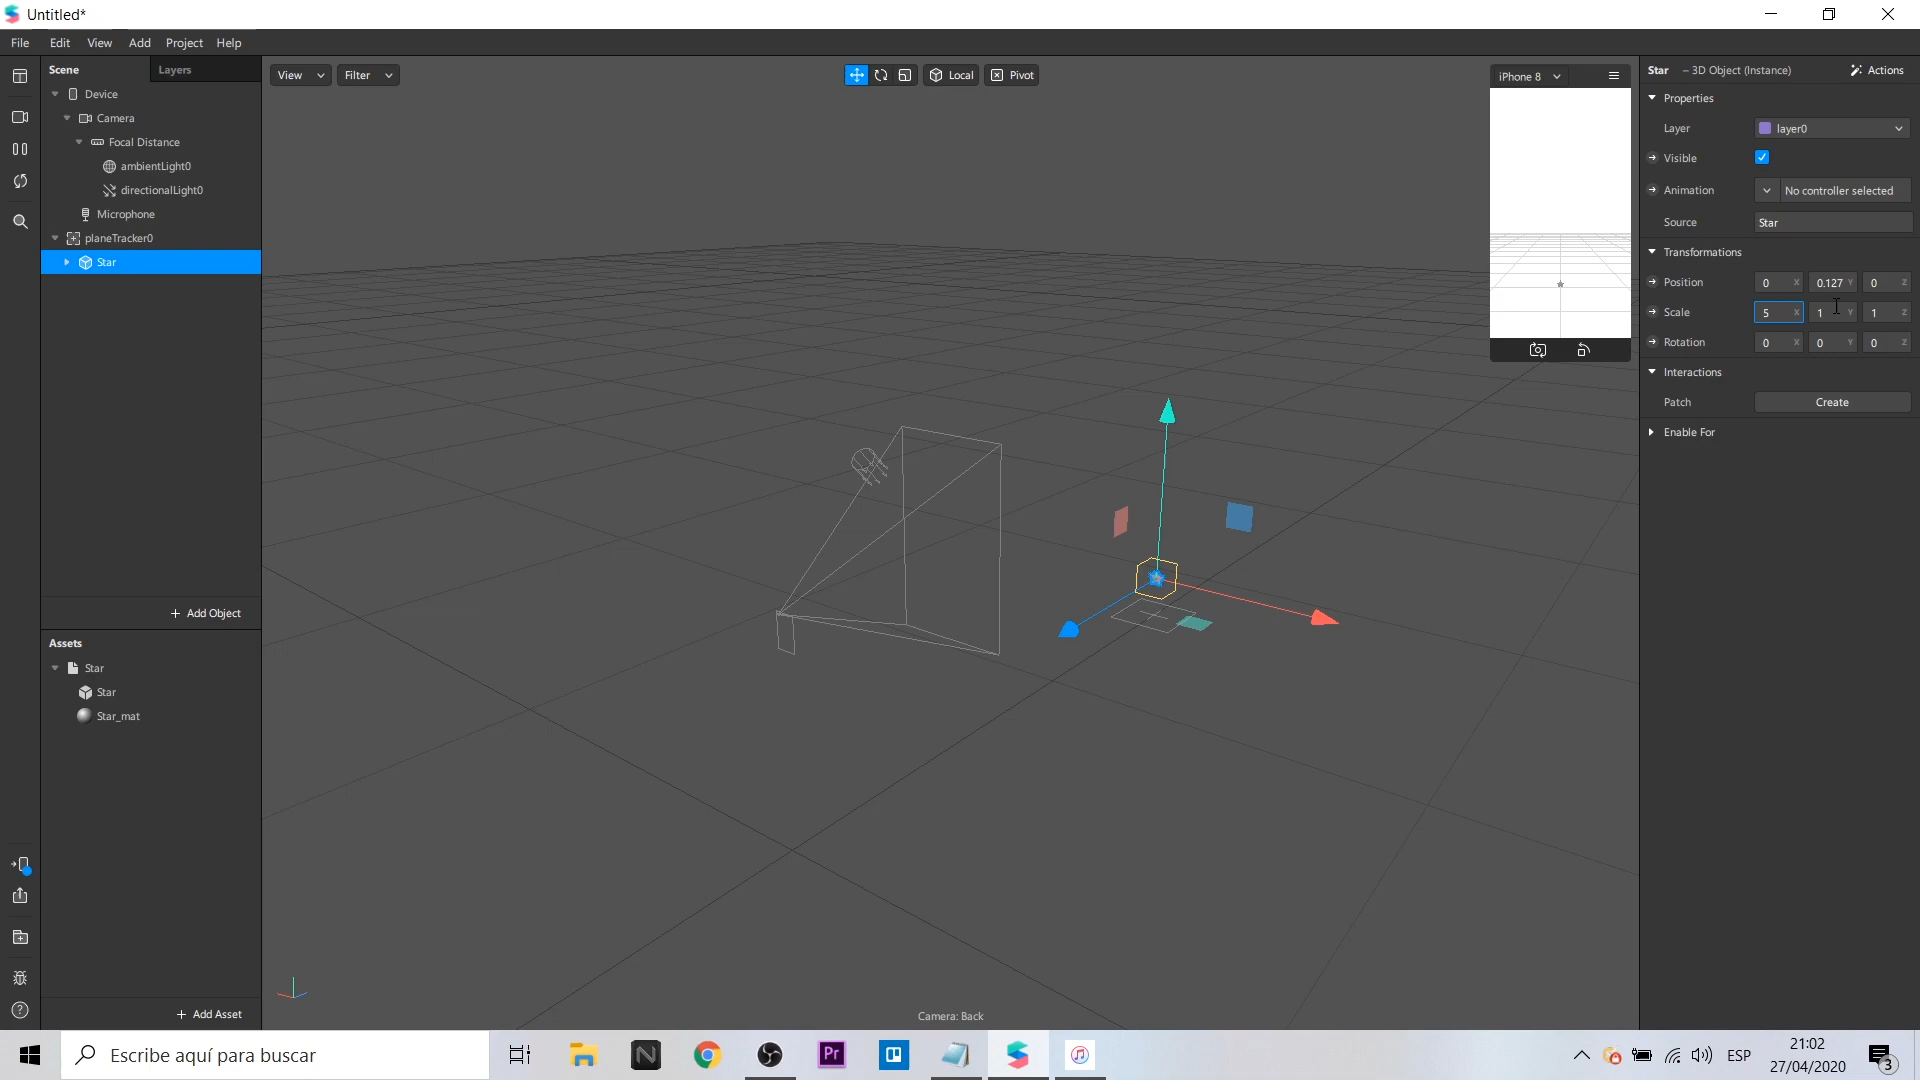 Untitled*
File Edit View Add Project Help
Scene Layers
Device
Camera
Focal Distance
ambientLight0
directionalLight0
Microphone
planeTracker0
Star
+ Add Object
Assets
Star
Star
Star_mat
+ Add Asset
View Filter
Local Pivot
iPhone 8
Camera: Back
Star – 3D Object (Instance) Actions
Properties
Layer layer0
Visible
Animation No controller selected
Source Star
Transformations
Position 0 X 0.127 Y 0 Z
Scale 5 X 1 Y 1 Z
Rotation 0 X 0 Y 0 Z
Interactions
Patch Create
Enable For
Escribe aquí para buscar
Pr
ESP
21:02
27/04/2020
3